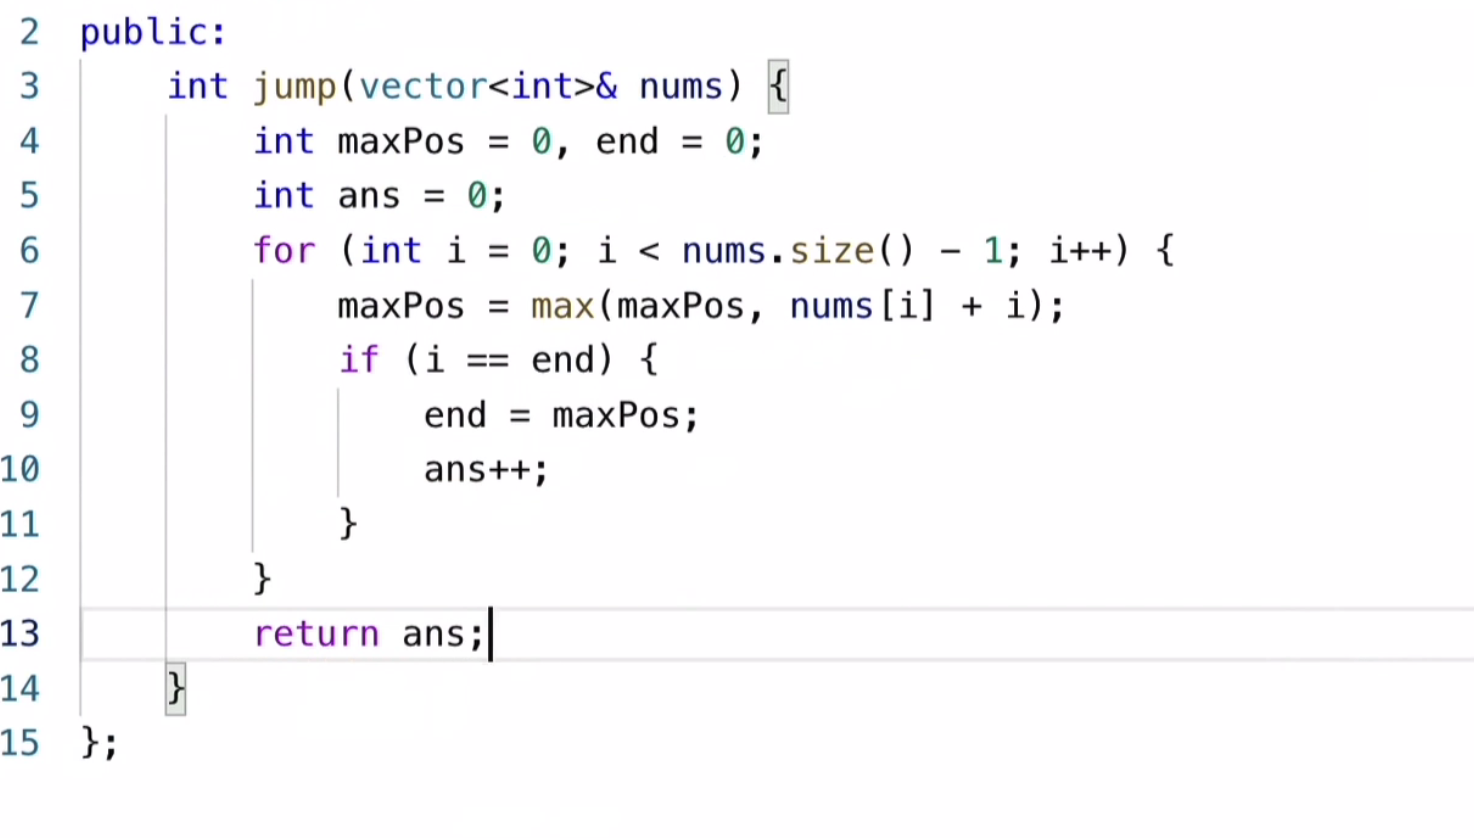 2 public:
3     int jump(vector<int>& nums) {
4         int maxPos = 0, end = 0;
5         int ans = 0;
6         for (int i = 0; i < nums.size() - 1; i++) {
7             maxPos = max(maxPos, nums[i] + i);
8             if (i == end) {
9                 end = maxPos;
10                 ans++;
11             }
12         }
13         return ans;
14     }
15 };